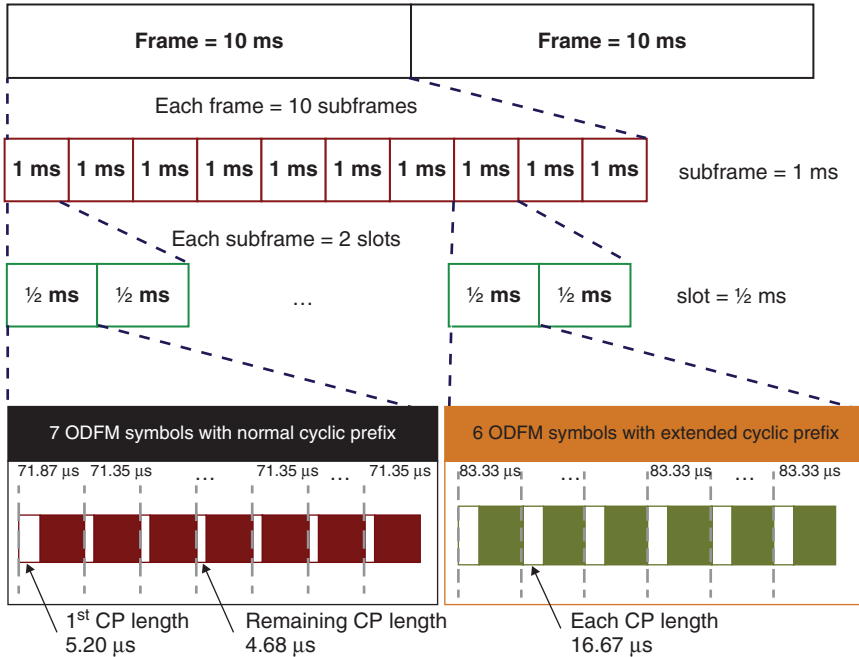 Frame = 10 ms
Frame = 10 ms
Each frame = 10 subframes
1 ms 1 ms 1 ms 1 ms 1 ms 1 ms 1 ms 1 ms 1 ms 1 ms
subframe = 1 ms
Each subframe = 2 slots
½ ms ½ ms … ½ ms ½ ms
slot = ½ ms
7 ODFM symbols with normal cyclic prefix
71.87 µs 71.35 µs … 71.35 µs … 71.35 µs
1st CP length
5.20 µs
Remaining CP length
4.68 µs
6 ODFM symbols with extended cyclic prefix
83.33 µs … 83.33 µs … 83.33 µs
Each CP length
16.67 µs